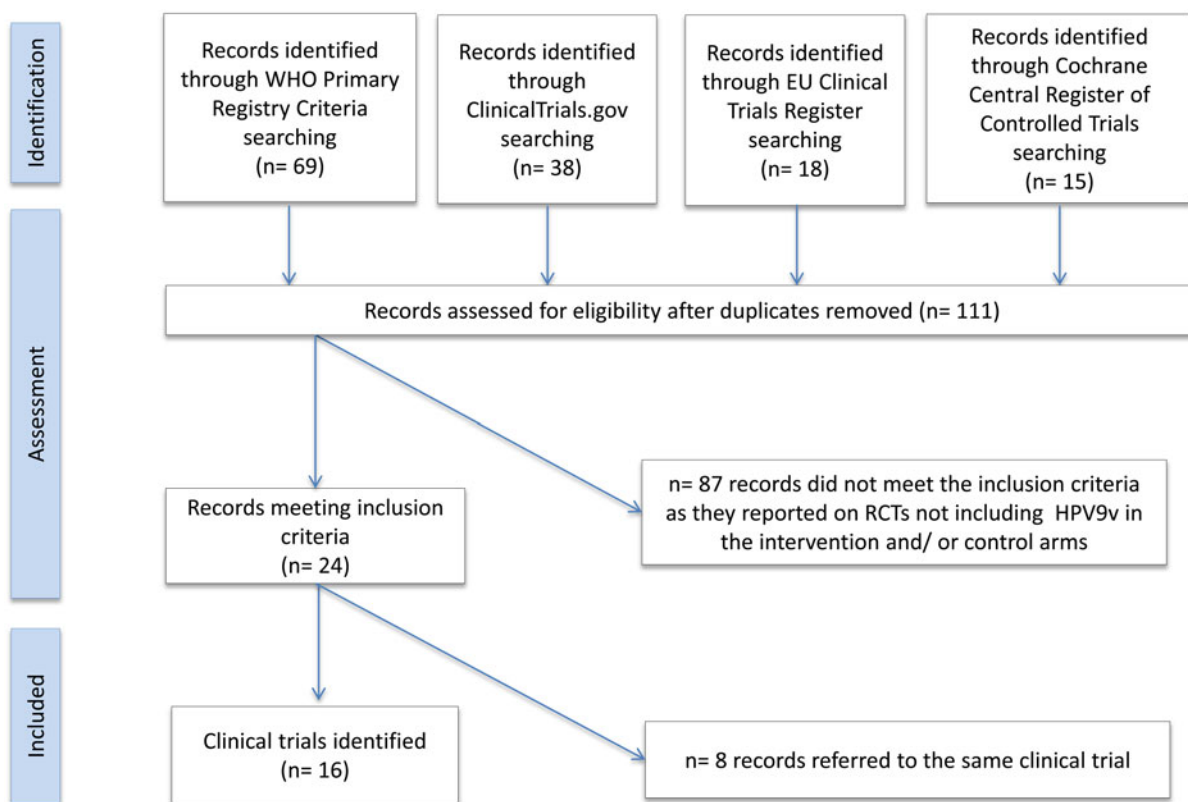 Identification
Records identified
through WHO Primary
Registry Criteria
searching
(n= 69)
Records identified
through
ClinicalTrials.gov
searching
(n= 38)
Records identified
through EU Clinical
Trials Register
searching
(n= 18)
Records identified
through Cochrane
Central Register of
Controlled Trials
searching
(n= 15)
Assessment
Records assessed for eligibility after duplicates removed (n= 111)
Records meeting inclusion
criteria
(n= 24)
n= 87 records did not meet the inclusion criteria
as they reported on RCTs not including HPV9v in
the intervention and/ or control arms
Included
Clinical trials identified
(n= 16)
n= 8 records referred to the same clinical trial